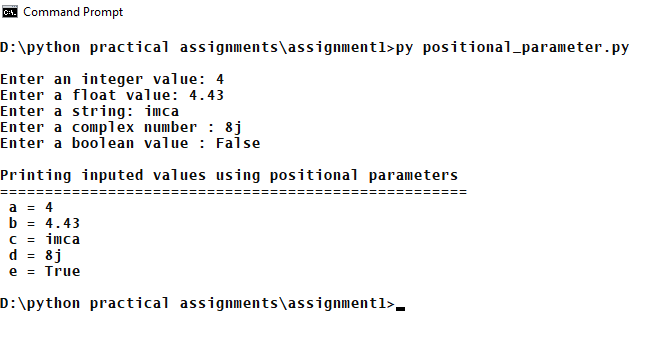 Command Prompt
D:\python practical assignments\assignment1>py positional_parameter.py
Enter an integer value: 4
Enter a float value: 4.43
Enter a string: imca
Enter a complex number : 8j
Enter a boolean value : False
Printing inputed values using positional parameters
====================================================
a = 4
b = 4.43
c = imca
d = 8j
e = True
D:\python practical assignments\assignment1>_